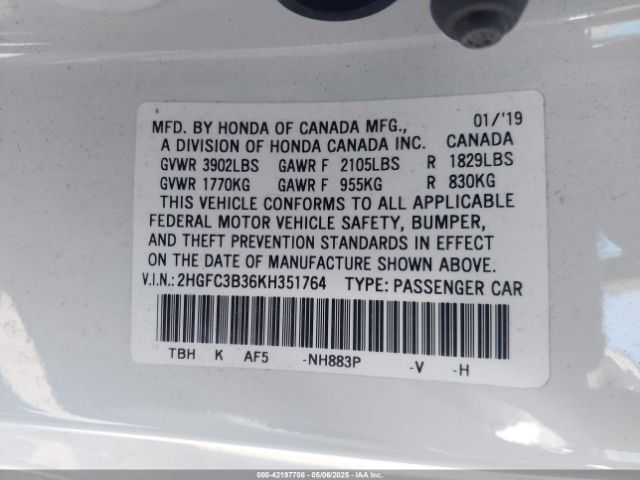 MFD. BY HONDA OF CANADA MFG., 01/'19
A DIVISION OF HONDA CANADA INC. CANADA
GVWR 3902LBS GAWR F 2105LBS R 1829LBS
GVWR 1770KG GAWR F 955KG R 830KG
THIS VEHICLE CONFORMS TO ALL APPLICABLE
FEDERAL MOTOR VEHICLE SAFETY, BUMPER,
AND THEFT PREVENTION STANDARDS IN EFFECT
ON THE DATE OF MANUFACTURE SHOWN ABOVE.
V.I.N.: 2HGFC3B36KH351764 TYPE: PASSENGER CAR
TBH K AF5 -NH883P -V -H
000-42197708 - 05/06/2025 - IAA Inc.